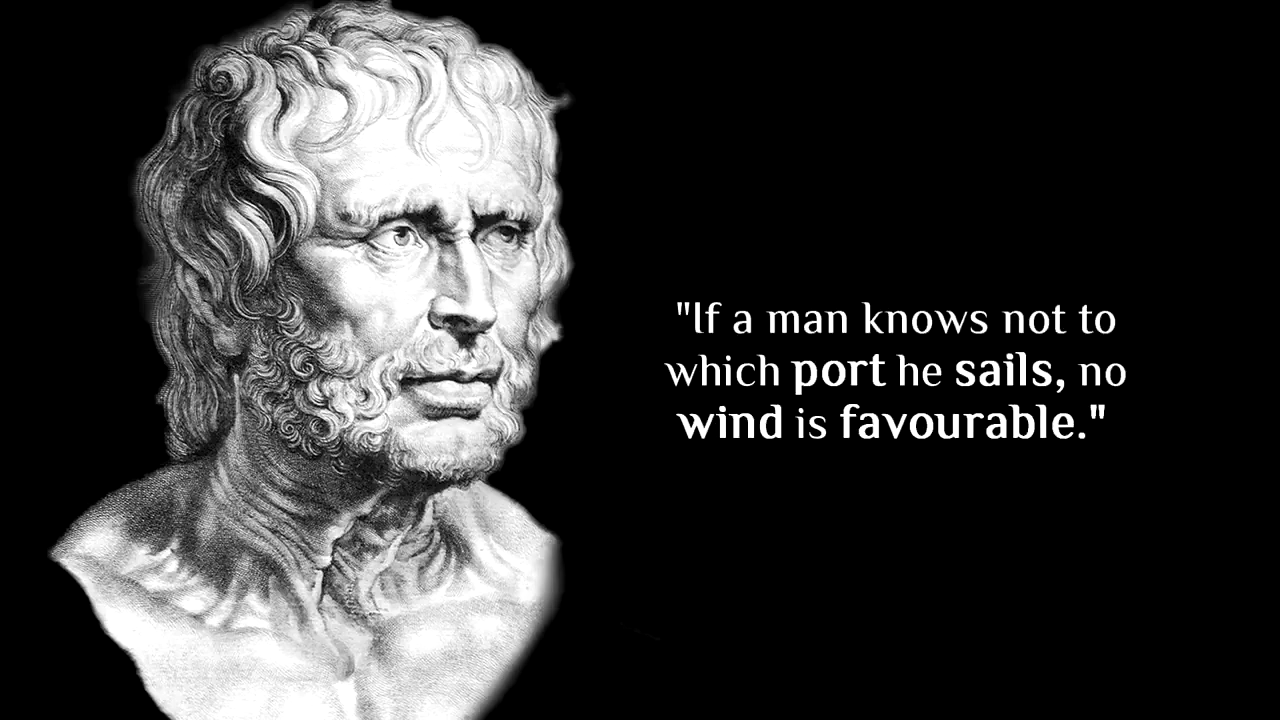 "If a man knows not to
which port he sails, no
wind is favourable."